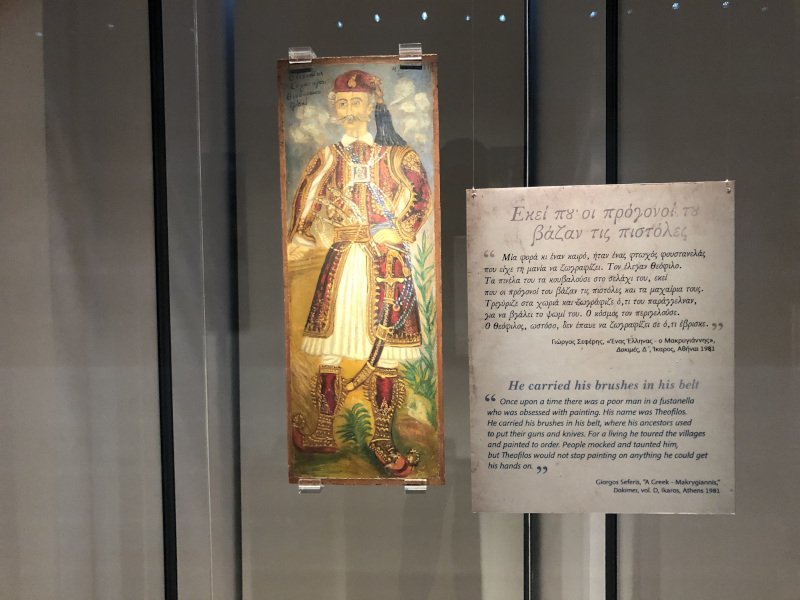 Εκεί πȣ οι πρόγονοί τȣ
βάζαν τις πιστόλες
“ Μία φορά κι έναν καιρό, ήταν ένας φτωχός φουστανελάς
που είχε τη μανία να ζωγραφίζει. Τον έλεγαν Θεόφιλο.
Τα πινέλα του τα κουβαλούσε στο σελάχι του, εκεί
που οι πρόγονοί του βάζαν τις πιστόλες και τα μαχαίρια τους.
Τριγύριζε στα χωριά και ζωγράφιζε ό,τι του παράγγελναν,
για να βγάλει το ψωμί του. Ο κόσμος τον περιγελούσε.
Ο Θεόφιλος, ωστόσο, δεν έπαυε να ζωγραφίζει σε ό,τι έβρισκε. ”
Γιώργος Σεφέρης, «Ένας Έλληνας - ο Μακρυγιάννης»,
Δοκιμές, Δ΄, Ίκαρος, Αθήναι 1981
He carried his brushes in his belt
“ Once upon a time there was a poor man in a fustanella
who was obsessed with painting. His name was Theofilos.
He carried his brushes in his belt, where his ancestors used
to put their guns and knives. For a living he toured the villages
and painted to order. People mocked and taunted him,
but Theofilos would not stop painting on anything he could get
his hands on. ”
Giorgos Seferis, "A Greek - Makrygiannis,"
Dokimes, vol. D, Ikaros, Athens 1981